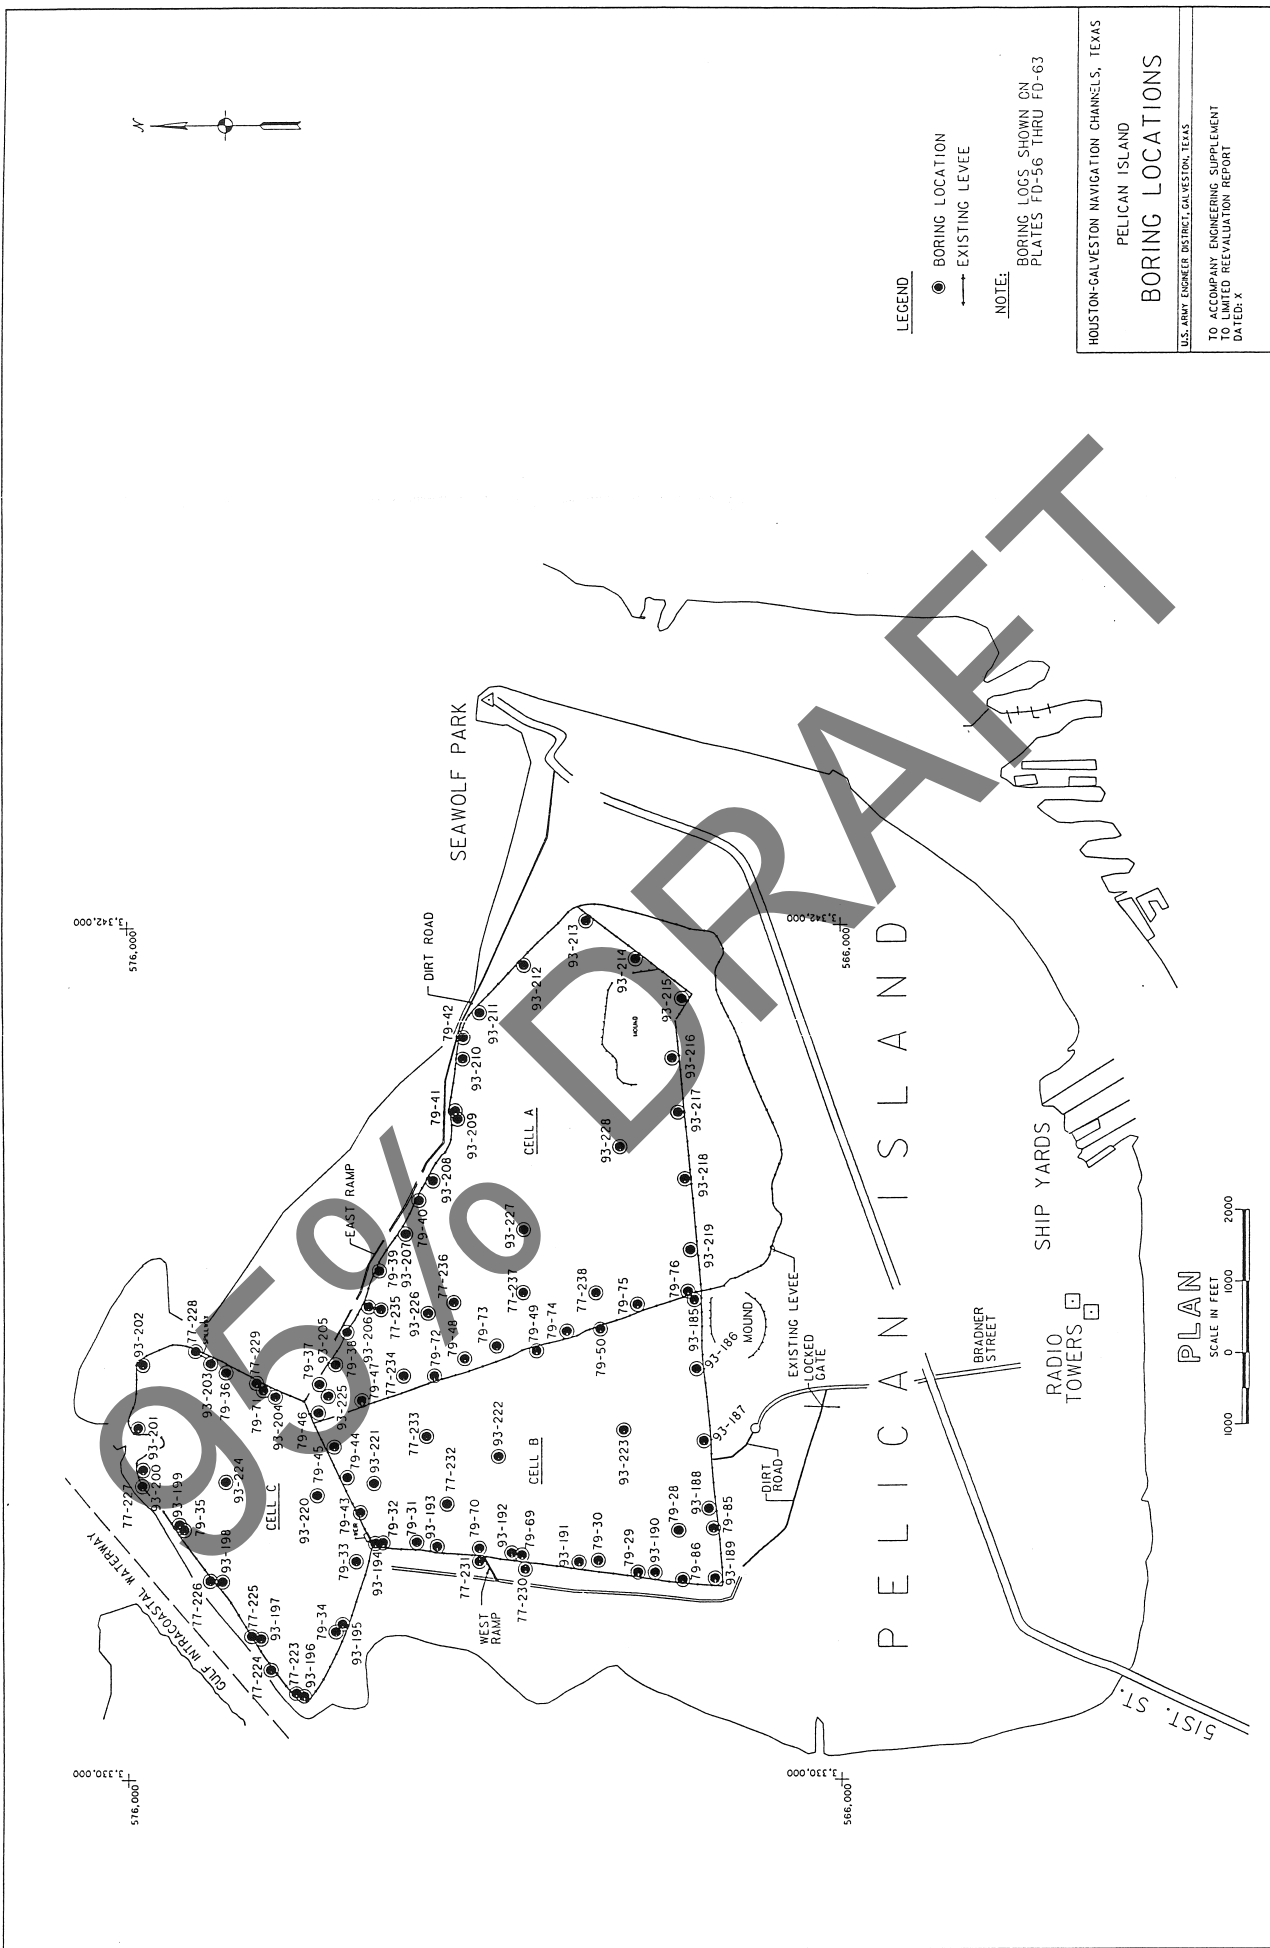 N
3,342,000
576,000
3,342,000
566,000
3,330,000
576,000
3,330,000
566,000
GULF INTRACOASTAL WATERWAY
SEAWOLF PARK
DIRT ROAD
EAST RAMP
WEST
RAMP
CELL A
CELL B
CELL C
MOUND
MOUND
EXISTING LEVEE
LOCKED
GATE
DIRT
ROAD
BRADNER
STREET
RADIO
TOWERS
SHIP YARDS
51ST. ST.
PELICAN ISLAND
93-202
77-228
93-201
93-203
79-36
77-229
79-71
93-204
77-227
93-200
93-199
79-35
93-224
93-198
77-226
77-225
93-197
77-224
77-223
93-196
79-34
93-195
79-33
93-194
93-220
79-43
79-44
79-45
79-46
79-37
93-205
93-225
79-38
93-206
79-47
77-234
77-235
93-226
79-72
79-48
77-236
79-39
93-207
79-40
93-208
79-41
93-209
93-210
79-42
93-211
93-212
93-213
93-214
93-215
93-216
93-217
93-218
93-219
93-228
93-227
77-237
77-238
79-73
79-49
79-74
79-50
79-75
79-76
93-185
93-186
93-187
93-188
79-85
93-189
79-86
79-28
93-190
79-29
79-30
93-191
79-69
93-192
77-230
77-231
79-70
93-193
79-31
79-32
93-221
77-233
77-232
93-222
93-223
LEGEND
BORING LOCATION
EXISTING LEVEE
NOTE:
BORING LOGS SHOWN ON
PLATES FD-56 THRU FD-63
PLAN
SCALE IN FEET
1000 0 1000 2000
HOUSTON-GALVESTON NAVIGATION CHANNELS, TEXAS
PELICAN ISLAND
BORING LOCATIONS
U.S. ARMY ENGINEER DISTRICT, GALVESTON, TEXAS
TO ACCOMPANY ENGINEERING SUPPLEMENT
TO LIMITED REEVALUATION REPORT
DATED: X
95% DRAFT